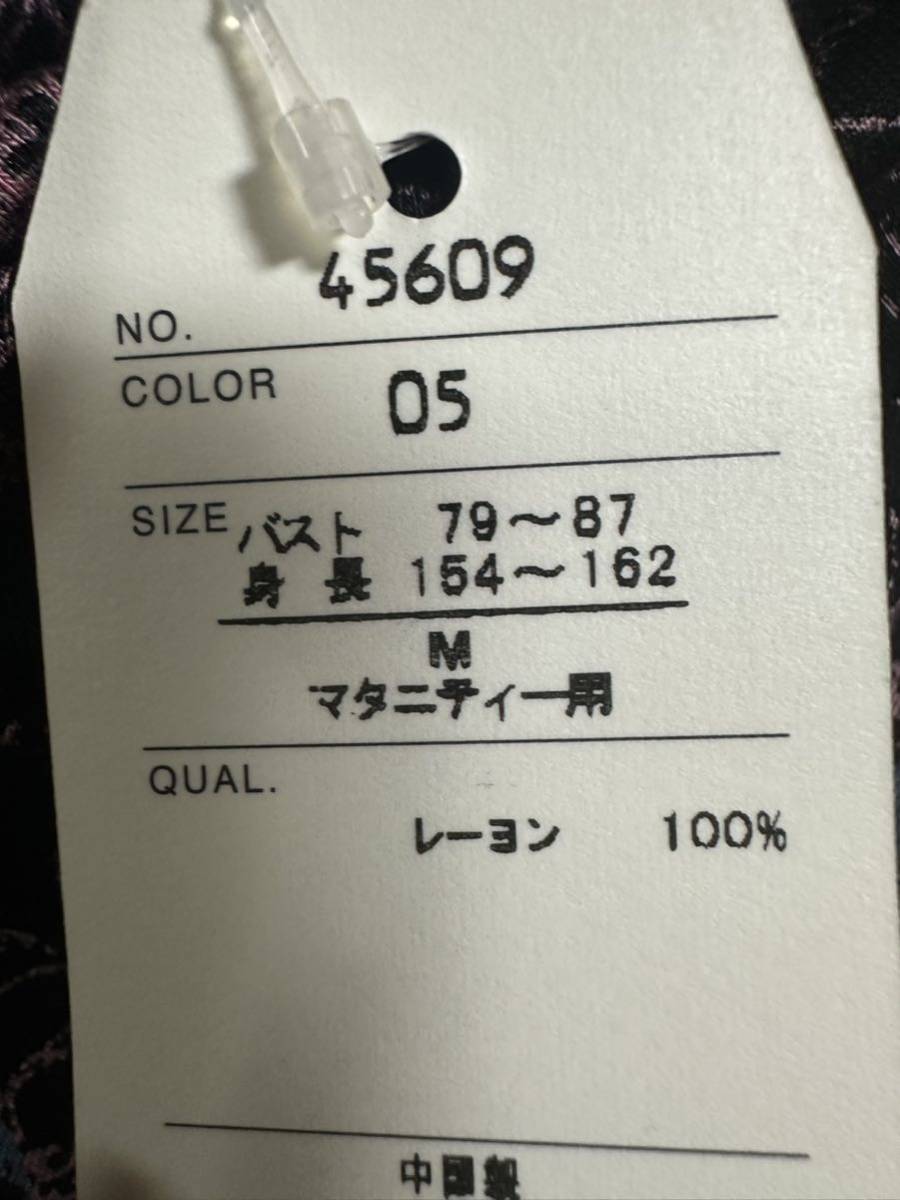 45609
NO.
COLOR 05
SIZE バスト 79～87
身長 154～162
M
マタニティー用
QUAL.
レーヨン 100%
中国製